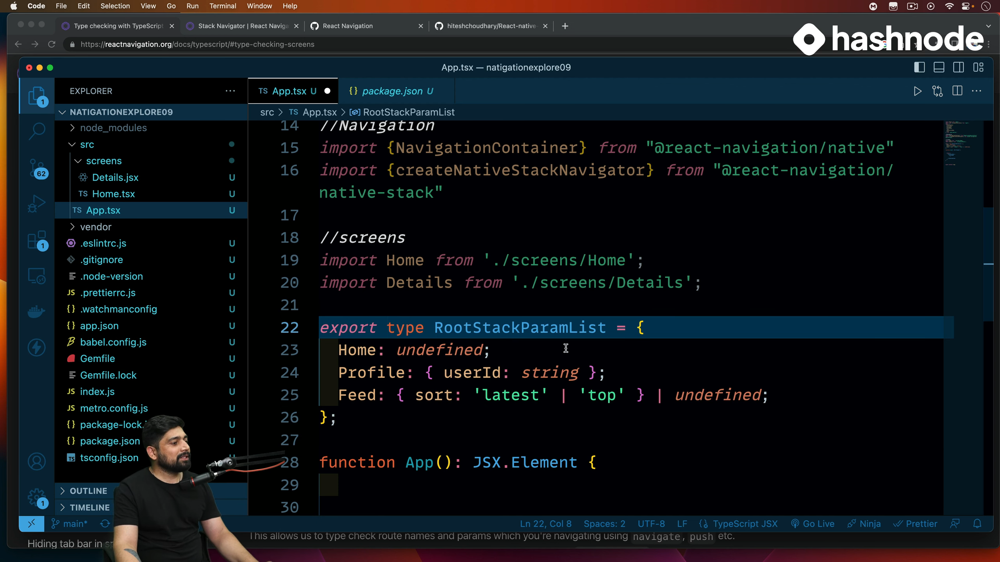 Code File Edit Selection View Go Run Terminal Window Help
Type checking with TypeScript
Stack Navigator | React Naviga
React Navigation
hiteshchoudhary/React-native-
https://reactnavigation.org/docs/typescript/#type-checking-screens
hashnode
App.tsx — natigationexplore09
EXPLORER
TS App.tsx U
{} package.json U
NATIGATIONEXPLORE09
src > TS App.tsx > RootStackParamList
node_modules
src
screens
Details.jsx U
TS Home.tsx U
TS App.tsx U
vendor
.eslintrc.js U
.gitignore U
.node-version U
JS .prettierrc.js U
{} .watchmanconfig U
{} app.json U
babel.config.js U
Gemfile U
Gemfile.lock U
JS index.js U
JS metro.config.js U
{} package-lock. U
{} package.json U
TS tsconfig.json U
OUTLINE
TIMELINE
1
62
1
1
14 //Navigation
15 import {NavigationContainer} from "@react-navigation/native"
16 import {createNativeStackNavigator} from "@react-navigation/
native-stack"
17
18 //screens
19 import Home from './screens/Home';
20 import Details from './screens/Details';
21
22 export type RootStackParamList = {
23 Home: undefined;
24 Profile: { userId: string };
25 Feed: { sort: 'latest' | 'top' } | undefined;
26 };
27
28 function App(): JSX.Element {
29
30
main* Ln 22, Col 8 Spaces: 2 UTF-8 LF TypeScript JSX Go Live Ninja Prettier
Hiding tab bar in
This allows us to type check route names and params which you're navigating using navigate, push etc.